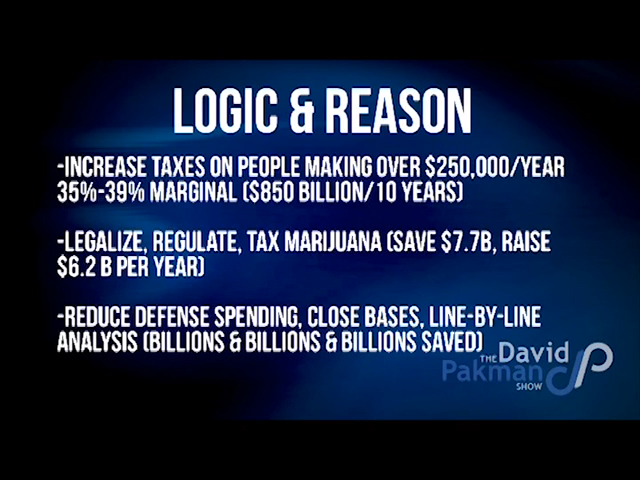 LOGIC & REASON
-INCREASE TAXES ON PEOPLE MAKING OVER $250,000/YEAR
35%-39% MARGINAL ($850 BILLION/10 YEARS)
-LEGALIZE, REGULATE, TAX MARIJUANA (SAVE $7.7B, RAISE
$6.2 B PER YEAR)
-REDUCE DEFENSE SPENDING, CLOSE BASES, LINE-BY-LINE
ANALYSIS (BILLIONS & BILLIONS & BILLIONS SAVED)
THE David
Pakman
SHOW